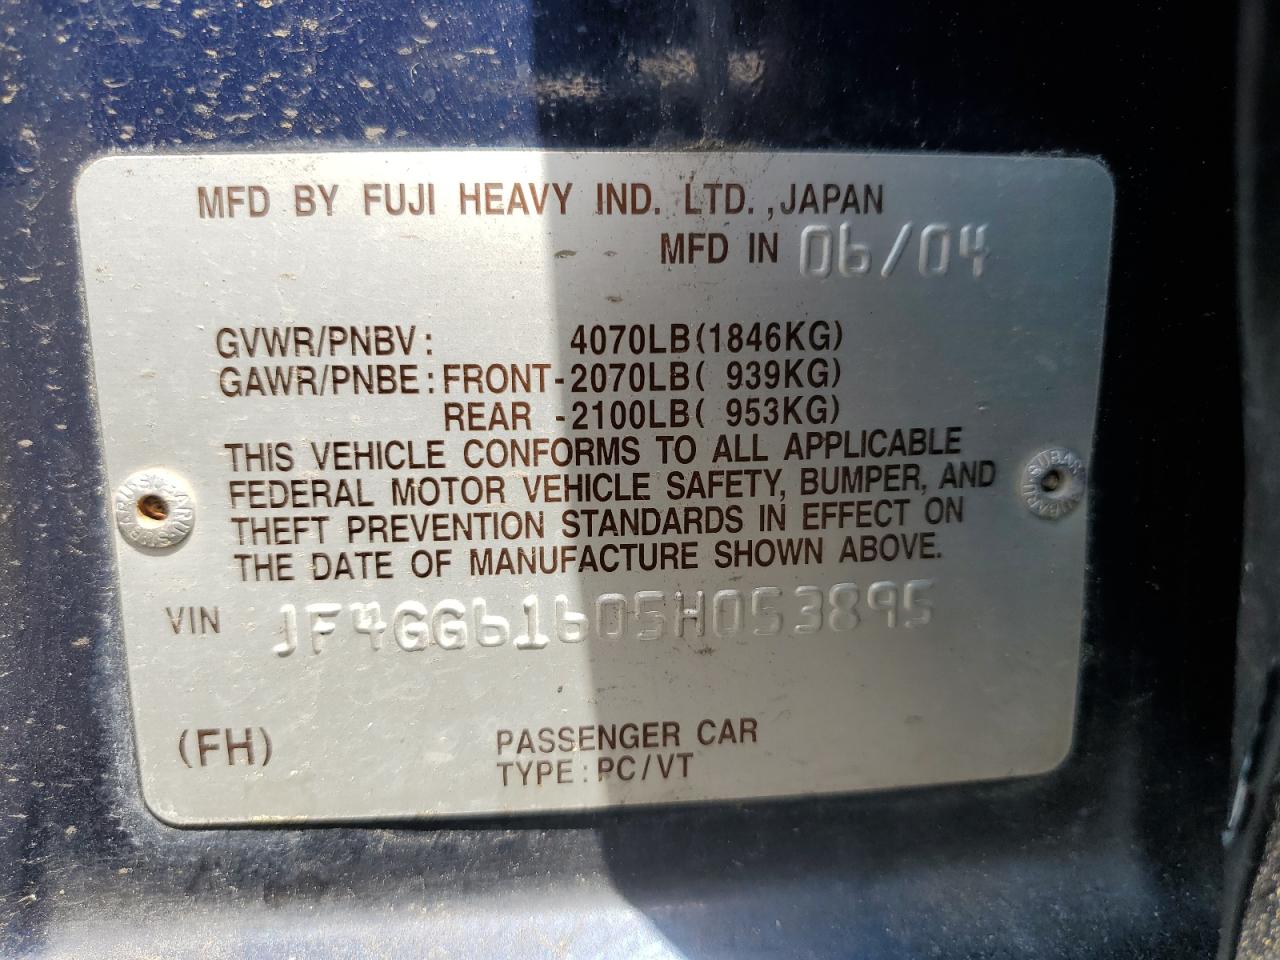 MFD BY FUJI HEAVY IND. LTD., JAPAN
MFD IN 06/04
GVWR/PNBV: 4070LB(1846KG)
GAWR/PNBE: FRONT-2070LB( 939KG)
REAR -2100LB( 953KG)
THIS VEHICLE CONFORMS TO ALL APPLICABLE
FEDERAL MOTOR VEHICLE SAFETY, BUMPER, AND
THEFT PREVENTION STANDARDS IN EFFECT ON
THE DATE OF MANUFACTURE SHOWN ABOVE.
VIN JF4GG61605H053895
(FH) PASSENGER CAR
TYPE: PC/VT